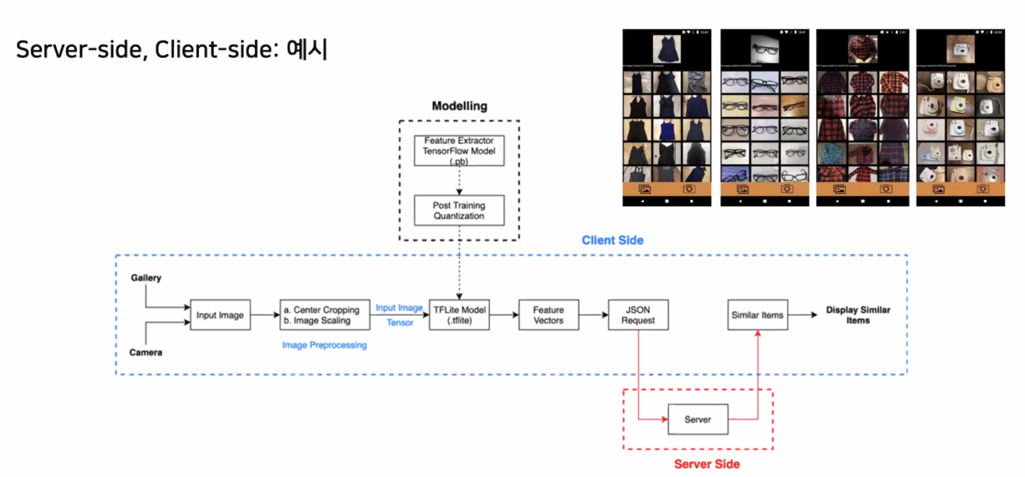 Server-side, Client-side: 예시
Modelling
Feature Extractor
TensorFlow Model
(.pb)
Post Training
Quantization
Client Side
Gallery
Camera
Input Image
a. Center Cropping
b. Image Scaling
Image Preprocessing
Input Image
Tensor
TFLite Model
(.tflite)
Feature
Vectors
JSON
Request
Similar Items
Display Similar
Items
Server
Server Side